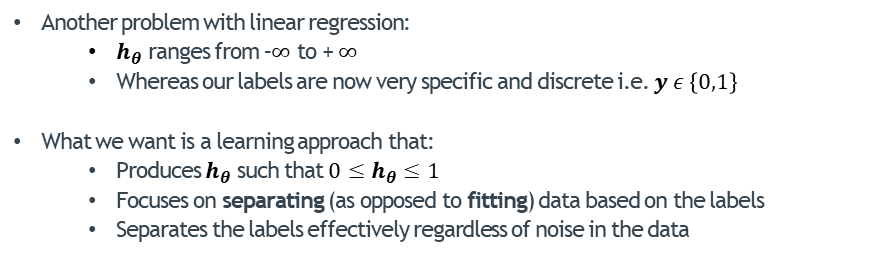 • Another problem with linear regression:
• hθ ranges from -∞ to + ∞
• Whereas our labels are now very specific and discrete i.e. y ϵ {0,1}
• What we want is a learning approach that:
• Produces hθ such that 0 ≤ hθ ≤ 1
• Focuses on separating (as opposed to fitting) data based on the labels
• Separates the labels effectively regardless of noise in the data